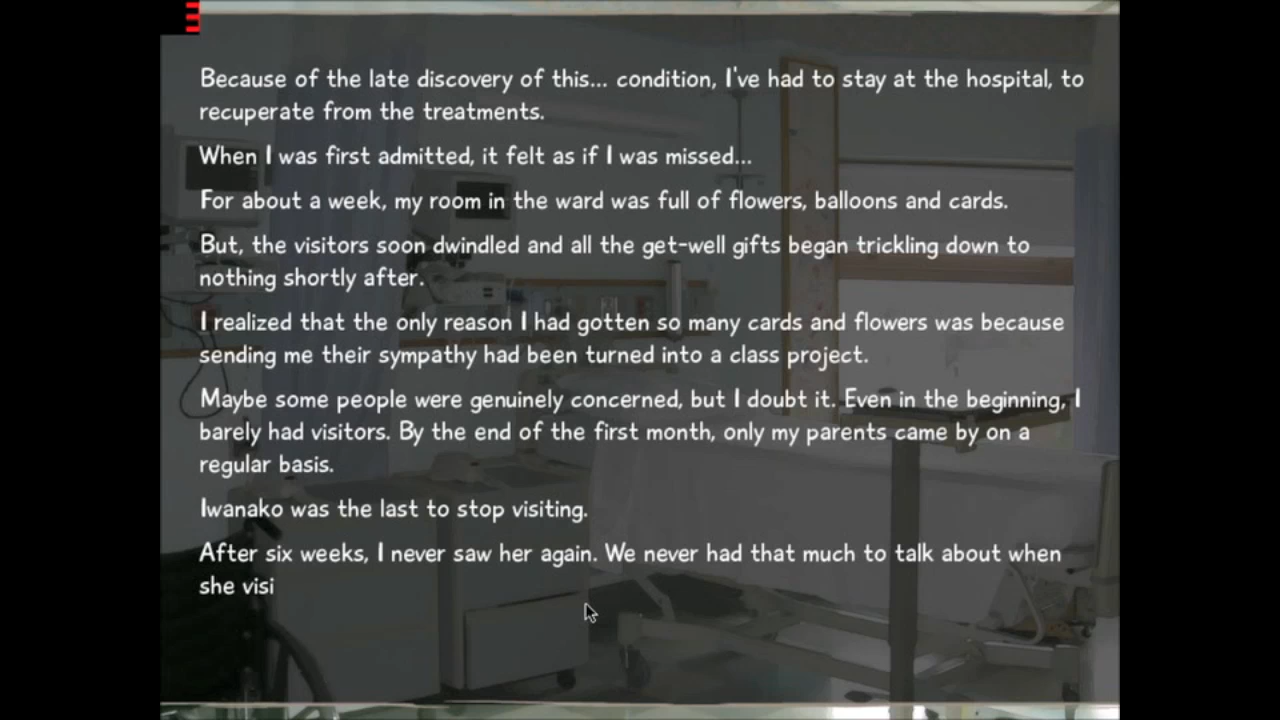 Because of the late discovery of this... condition, I've had to stay at the hospital, to
recuperate from the treatments.
When I was first admitted, it felt as if I was missed...
For about a week, my room in the ward was full of flowers, balloons and cards.
But, the visitors soon dwindled and all the get-well gifts began trickling down to
nothing shortly after.
I realized that the only reason I had gotten so many cards and flowers was because
sending me their sympathy had been turned into a class project.
Maybe some people were genuinely concerned, but I doubt it. Even in the beginning, I
barely had visitors. By the end of the first month, only my parents came by on a
regular basis.
Iwanako was the last to stop visiting.
After six weeks, I never saw her again. We never had that much to talk about when
she visi